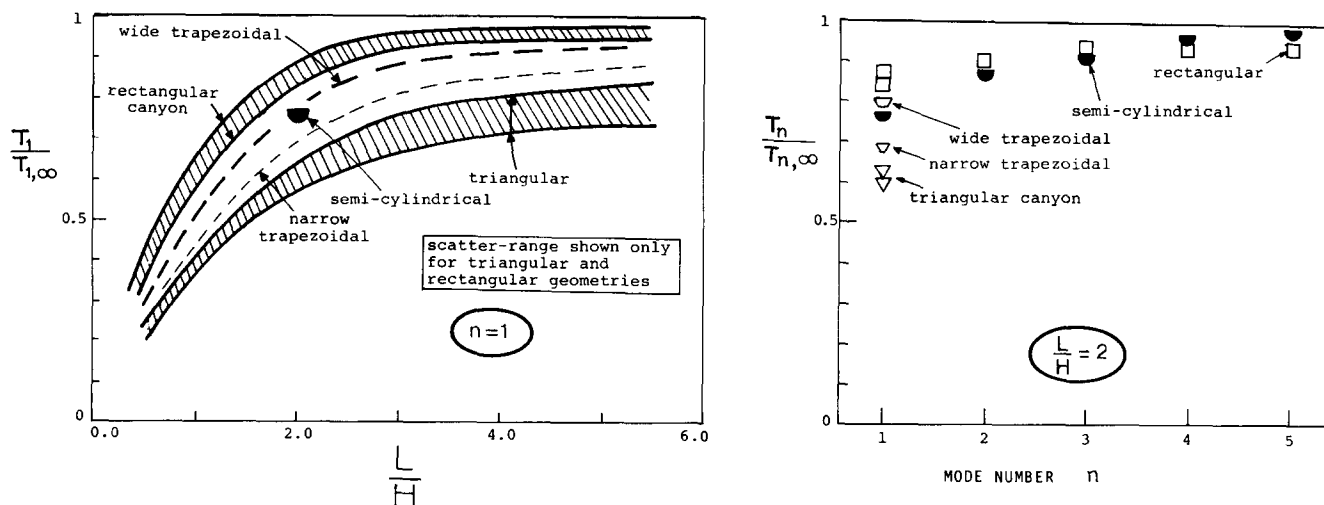 1
wide trapezoidal
rectangular
canyon
T₁
T₁,∞
0.5
semi-cylindrical
narrow
trapezoidal
triangular
scatter-range shown only
for triangular and
rectangular geometries
n=1
0
0.0
2.0
4.0
6.0
L
H
1
Tₙ
Tₙ,∞
0.5
rectangular
semi-cylindrical
wide trapezoidal
narrow trapezoidal
triangular canyon
L
H =2
0
1
2
3
4
5
MODE NUMBER n